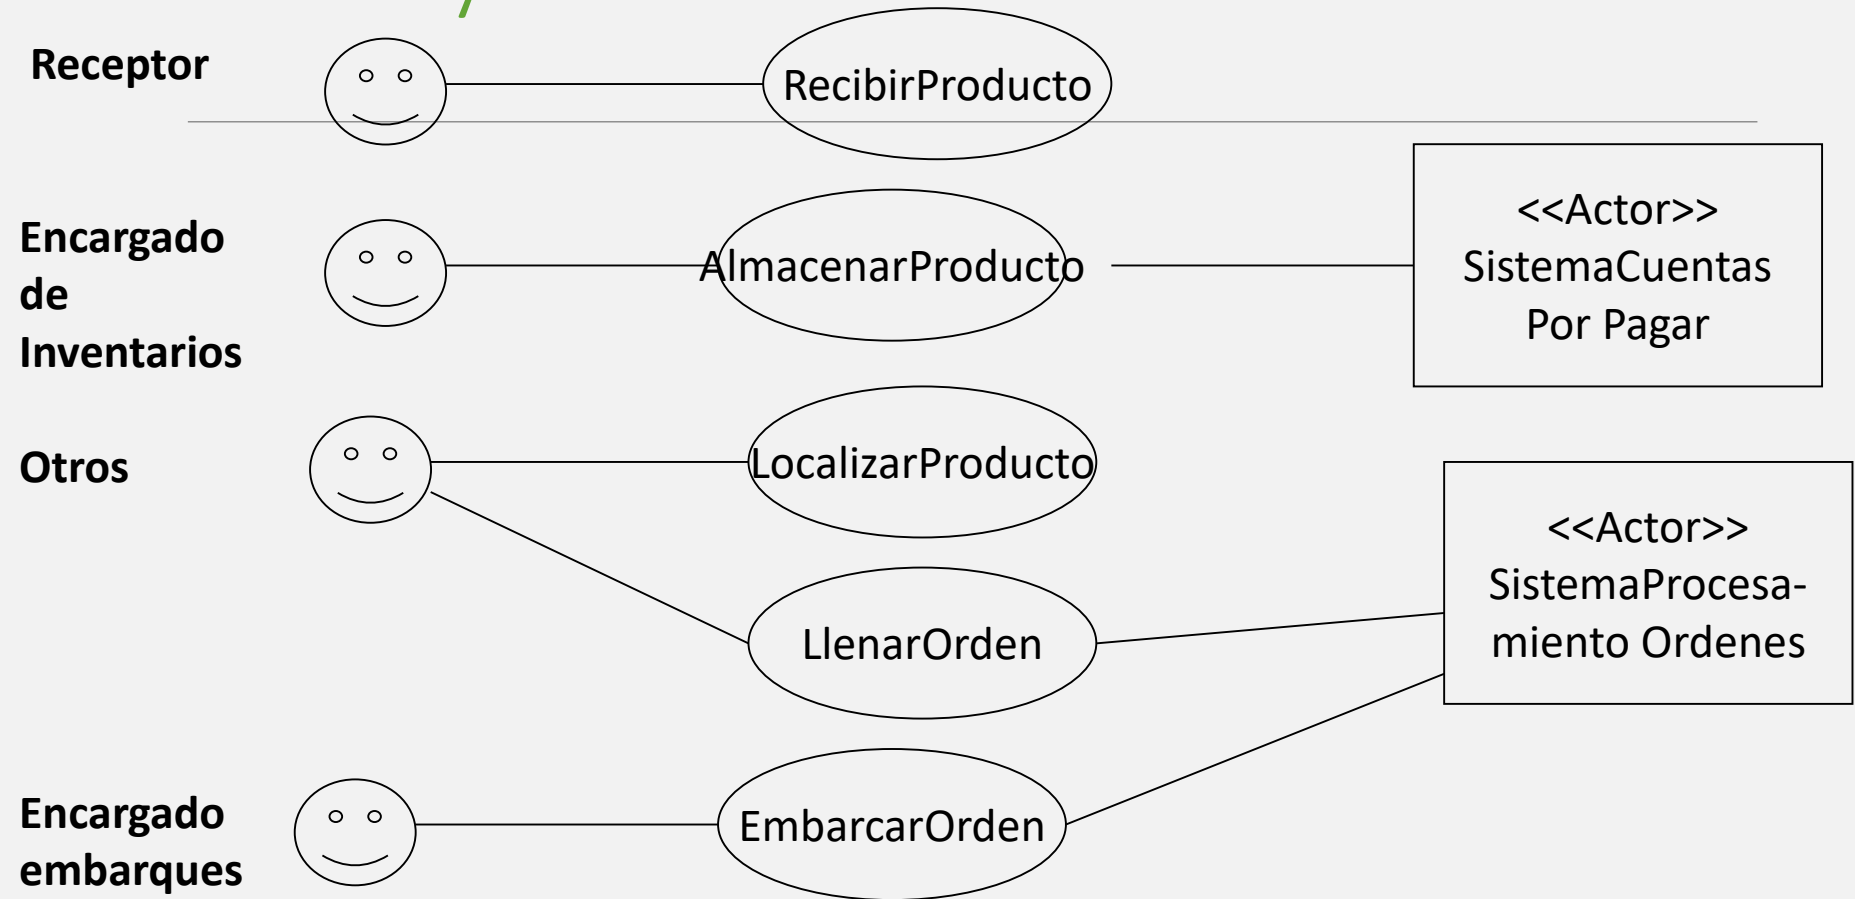 Receptor
RecibirProducto
Encargado
de
Inventarios
AlmacenarProducto
<<Actor>>
SistemaCuentas
Por Pagar
Otros
LocalizarProducto
<<Actor>>
SistemaProcesa-
miento Ordenes
LlenarOrden
Encargado
embarques
EmbarcarOrden